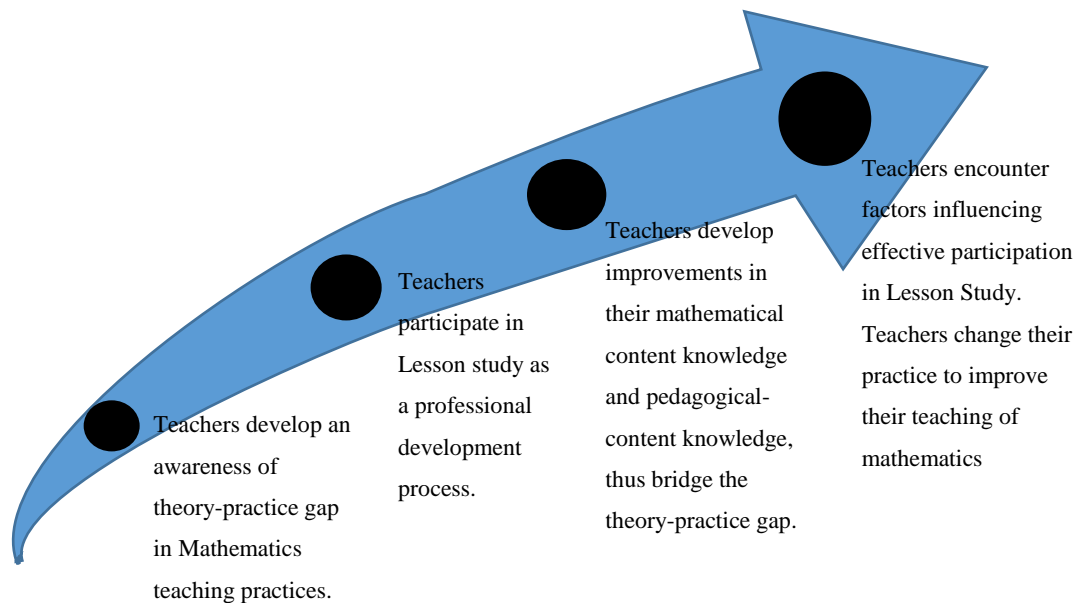 Teachers develop an
awareness of
theory-practice gap
in Mathematics
teaching practices.
Teachers
participate in
Lesson study as
a professional
development
process.
Teachers develop
improvements in
their mathematical
content knowledge
and pedagogical-
content knowledge,
thus bridge the
theory-practice gap.
Teachers encounter
factors influencing
effective participation
in Lesson Study.
Teachers change their
practice to improve
their teaching of
mathematics